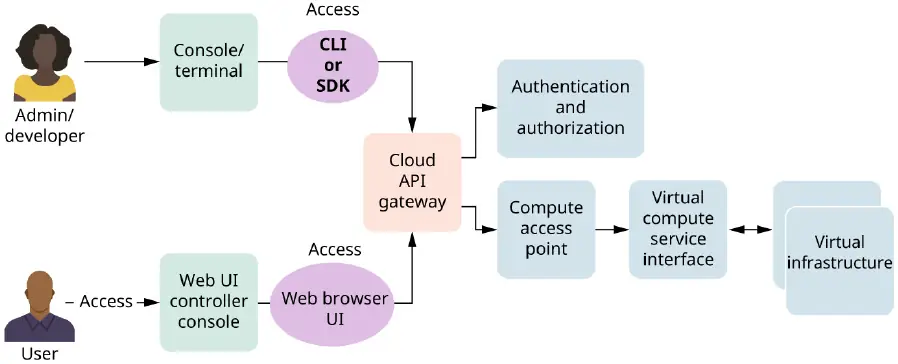 Access
Console/
terminal
CLI
or
SDK
Admin/
developer
Authentication
and
authorization
Cloud
API
gateway
Compute
access
point
Virtual
compute
service
interface
Virtual
infrastructure
Access
Web UI
controller
console
Web browser
UI
– Access
User